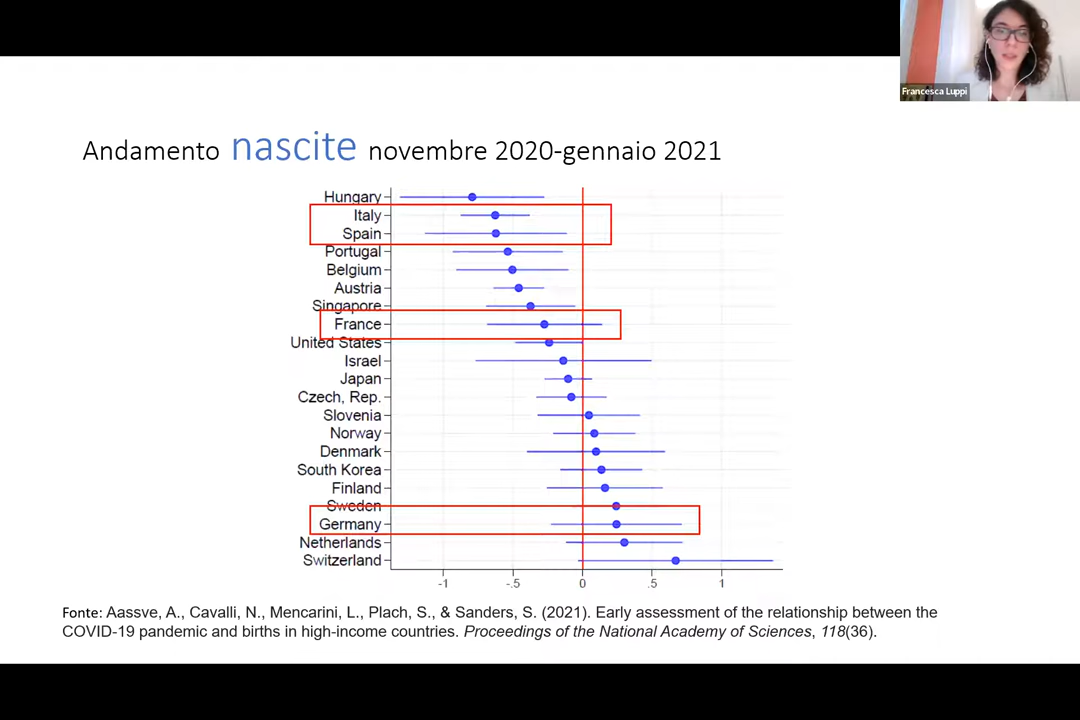 Francesca Luppi
Andamento nascite novembre 2020-gennaio 2021
Hungary
Italy
Spain
Portugal
Belgium
Austria
Singapore
France
United States
Israel
Japan
Czech, Rep.
Slovenia
Norway
Denmark
South Korea
Finland
Sweden
Germany
Netherlands
Switzerland
-1 -.5 0 .5 1
Fonte: Aassve, A., Cavalli, N., Mencarini, L., Plach, S., & Sanders, S. (2021). Early assessment of the relationship between the
COVID-19 pandemic and births in high-income countries. Proceedings of the National Academy of Sciences, 118(36).